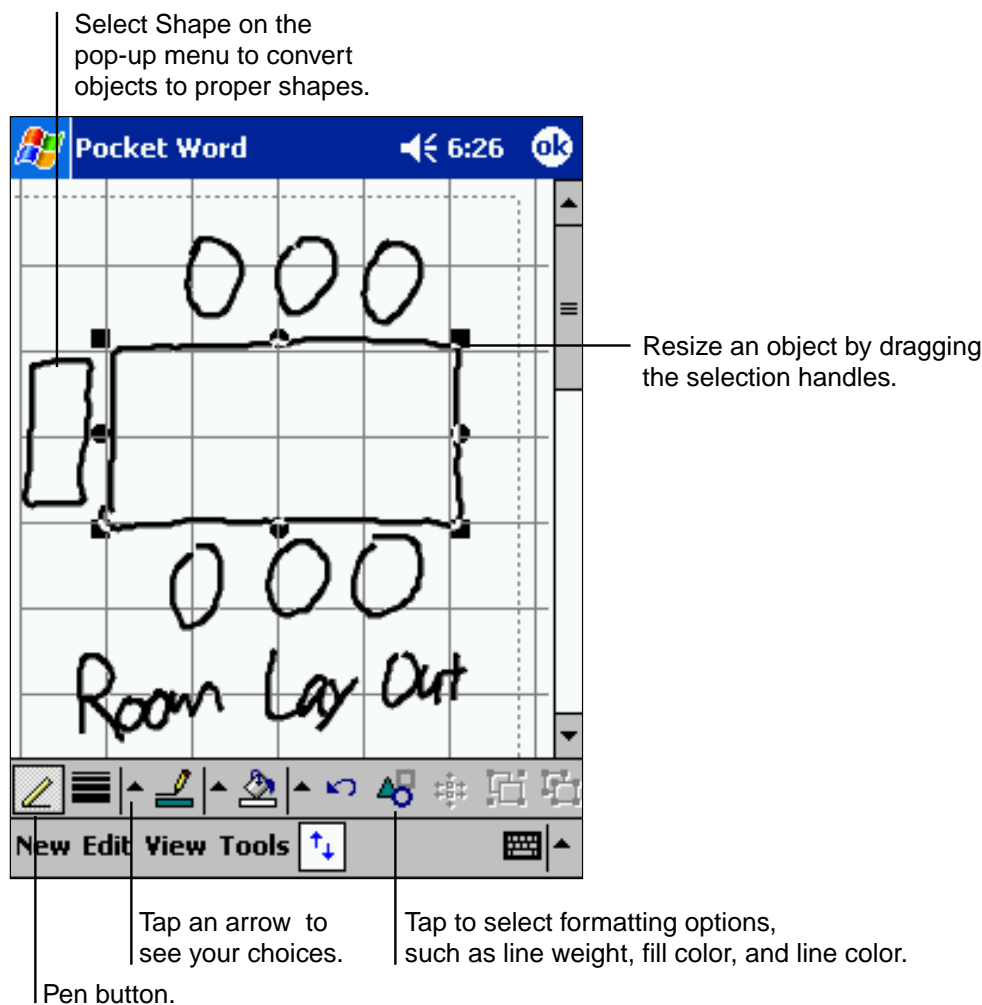 Select Shape on the
pop-up menu to convert
objects to proper shapes.
Pocket Word 6:26 ok
Resize an object by dragging
the selection handles.
Room Lay Out
New Edit View Tools
Tap an arrow to
see your choices.
Tap to select formatting options,
such as line weight, fill color, and line color.
Pen button.